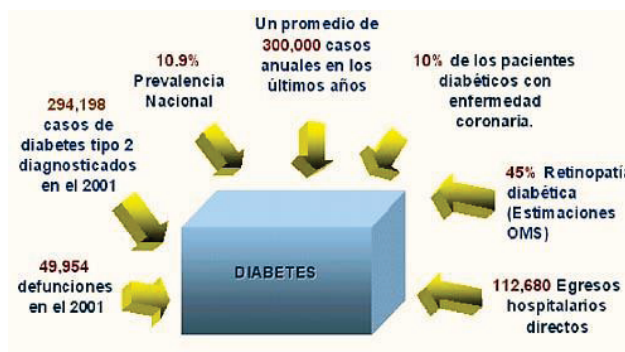 Un promedio de
300,000 casos
anuales en los
últimos años
10.9%
Prevalencia
Nacional
10% de los pacientes
diabéticos con
enfermedad
coronaria.
294,198
casos de
diabetes tipo 2
diagnosticados
en el 2001
45% Retinopatía
diabética
(Estimaciones
OMS)
DIABETES
49,954
defunciones
en el 2001
112,680 Egresos
hospitalarios
directos